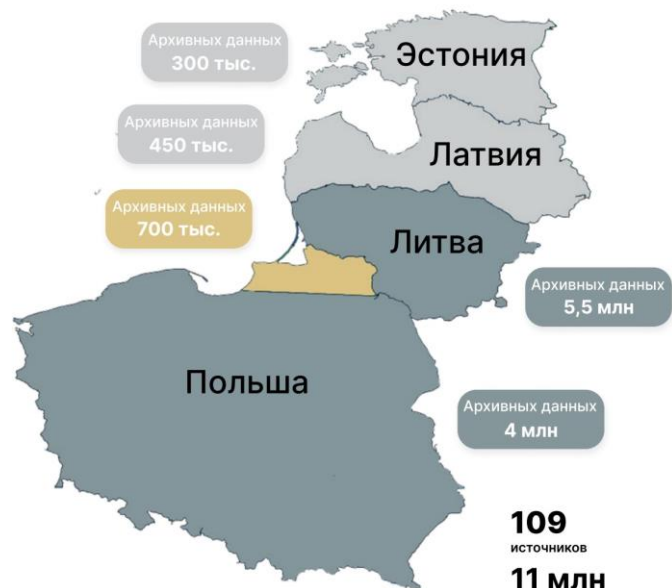 Архивных данных
300 тыс.
Эстония
Архивных данных
450 тыс.
Латвия
Архивных данных
700 тыс.
Литва
Архивных данных
5,5 млн
Польша
Архивных данных
4 млн
109
источников
11 млн